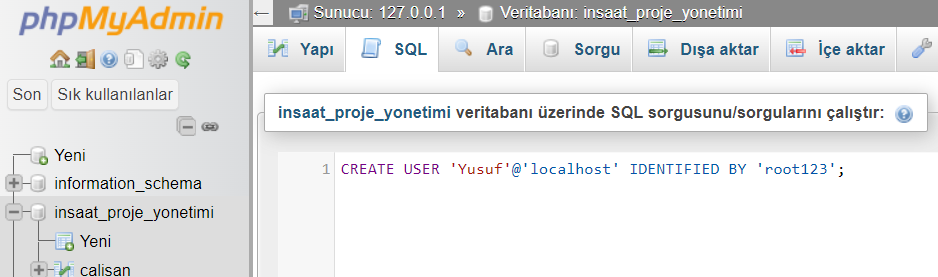 phpMyAdmin
Sunucu: 127.0.0.1 » Veritabanı: insaat_proje_yonetimi
Yapı SQL Ara Sorgu Dışa aktar İçe aktar
Son Sık kullanılanlar
insaat_proje_yonetimi veritabanı üzerinde SQL sorgusunu/sorgularını çalıştır:
Yeni
information_schema
insaat_proje_yonetimi
Yeni
calisan
1 CREATE USER 'Yusuf'@'localhost' IDENTIFIED BY 'root123';